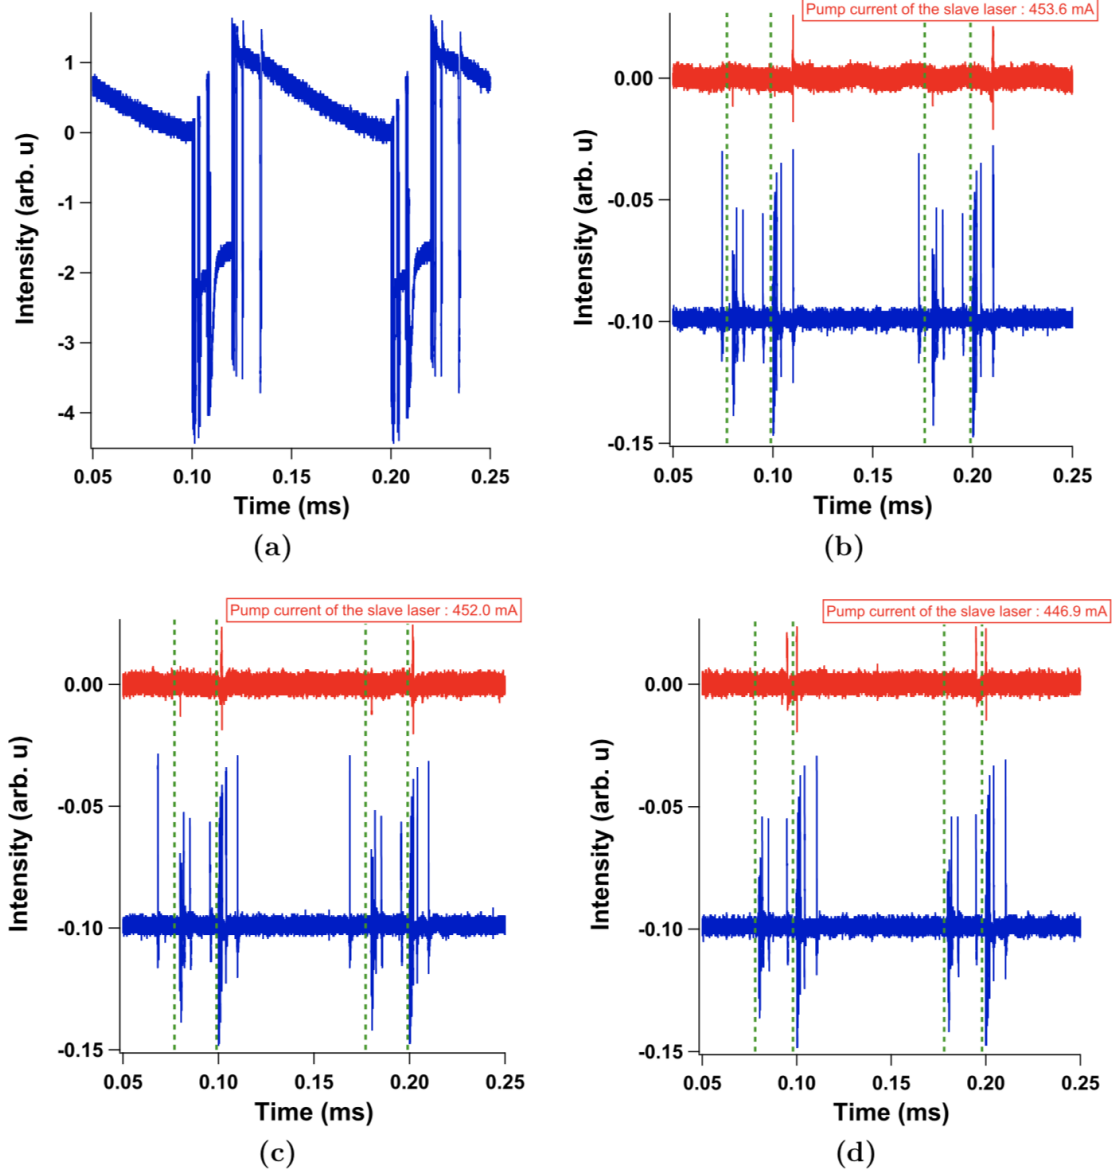 Intensity (arb. u)
1
0
-1
-2
-3
-4
0.05
0.10
0.15
0.20
0.25
Time (ms)
(a)
Pump current of the slave laser : 453.6 mA
Intensity (arb. u)
0.00
-0.05
-0.10
-0.15
0.05
0.10
0.15
0.20
0.25
Time (ms)
(b)
Pump current of the slave laser : 452.0 mA
Intensity (arb. u)
0.00
-0.05
-0.10
-0.15
0.05
0.10
0.15
0.20
0.25
Time (ms)
(c)
Pump current of the slave laser : 446.9 mA
Intensity (arb. u)
0.00
-0.05
-0.10
-0.15
0.05
0.10
0.15
0.20
0.25
Time (ms)
(d)